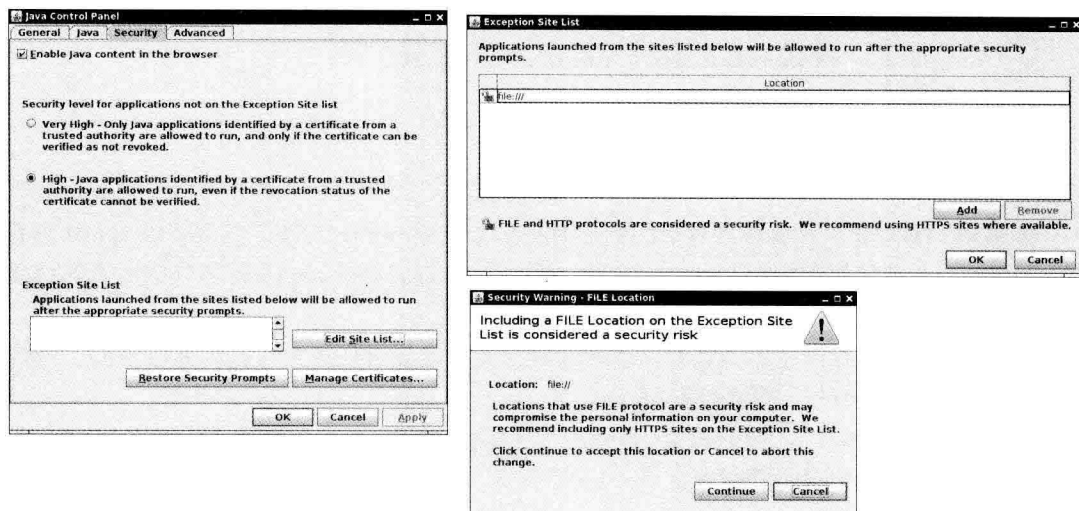 Java Control Panel
General Java Security Advanced
Enable Java content in the browser
Security level for applications not on the Exception Site list
Very High - Only Java applications identified by a certificate from a
trusted authority are allowed to run, and only if the certificate can be
verified as not revoked.
High - Java applications identified by a certificate from a trusted
authority are allowed to run, even if the revocation status of the
certificate cannot be verified.
Exception Site List
Applications launched from the sites listed below will be allowed to run
after the appropriate security prompts.
Edit Site List...
Restore Security Prompts Manage Certificates...
OK Cancel Apply
Exception Site List
Applications launched from the sites listed below will be allowed to run after the appropriate security
prompts.
Location
file:///
Add Remove
FILE and HTTP protocols are considered a security risk. We recommend using HTTPS sites where available.
OK Cancel
Security Warning - FILE Location
Including a FILE Location on the Exception Site
List is considered a security risk
Location: file://
Locations that use FILE protocol are a security risk and may
compromise the personal information on your computer. We
recommend including only HTTPS sites on the Exception Site List.
Click Continue to accept this location or Cancel to abort this
change.
Continue Cancel